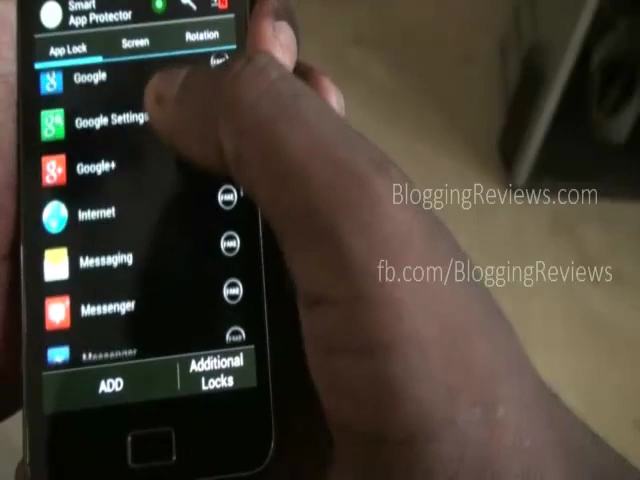 Smart
App Protector
App Lock Screen Rotation
Google
Google Settings
Google+
Internet
Messaging
Messenger
Messenger
ADD
Additional
Locks
BloggingReviews.com
fb.com/BloggingReviews